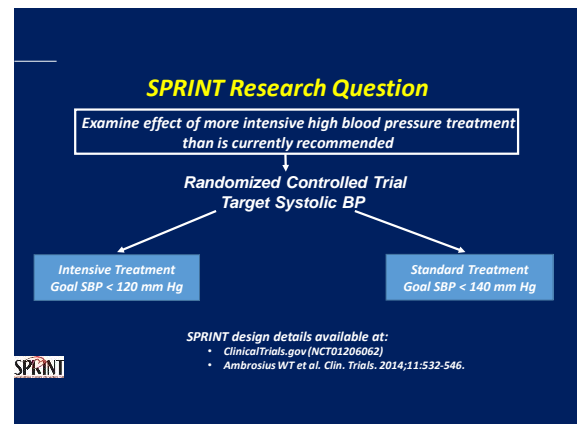 SPRINT Research Question
Examine effect of more intensive high blood pressure treatment
than is currently recommended
Randomized Controlled Trial
Target Systolic BP
Intensive Treatment
Goal SBP < 120 mm Hg
Standard Treatment
Goal SBP < 140 mm Hg
SPRINT design details available at:
• ClinicalTrials.gov (NCT01206062)
• Ambrosius WT et al. Clin. Trials. 2014;11:532-546.
SPRINT